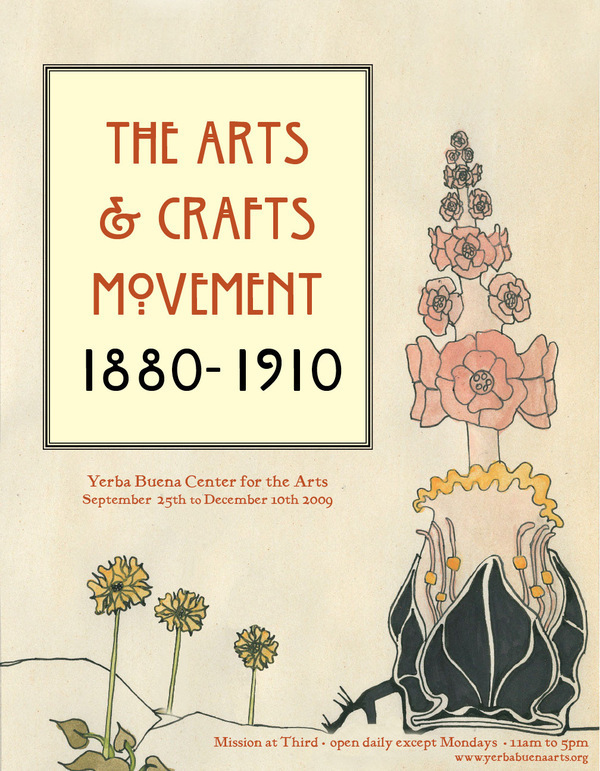 THE ARTS
& CRAFTS
MOVEMENT
1880-1910
Yerba Buena Center for the Arts
September 25th to December 10th 2009
Mission at Third • open daily except Mondays • 11am to 5pm
www.yerbabuenaarts.org